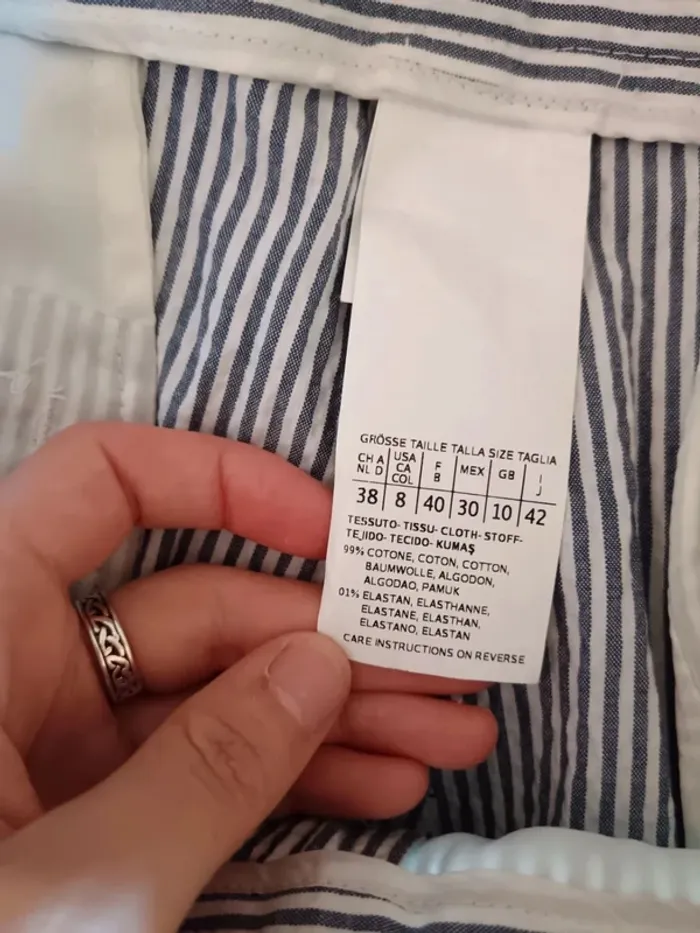 GRÖSSE TAILLE TALLA SIZE TAGLIA
CH A NL D USA CA COL F B MEX GB I J
38 8 40 30 10 42
TESSUTO- TISSU- CLOTH- STOFF-
TEJIDO- TECIDO- KUMAŞ
99% COTONE, COTON, COTTON,
BAUMWOLLE, ALGODON,
ALGODAO, PAMUK
01% ELASTAN, ELASTHANNE,
ELASTANE, ELASTHAN,
ELASTANO, ELASTAN
CARE INSTRUCTIONS ON REVERSE